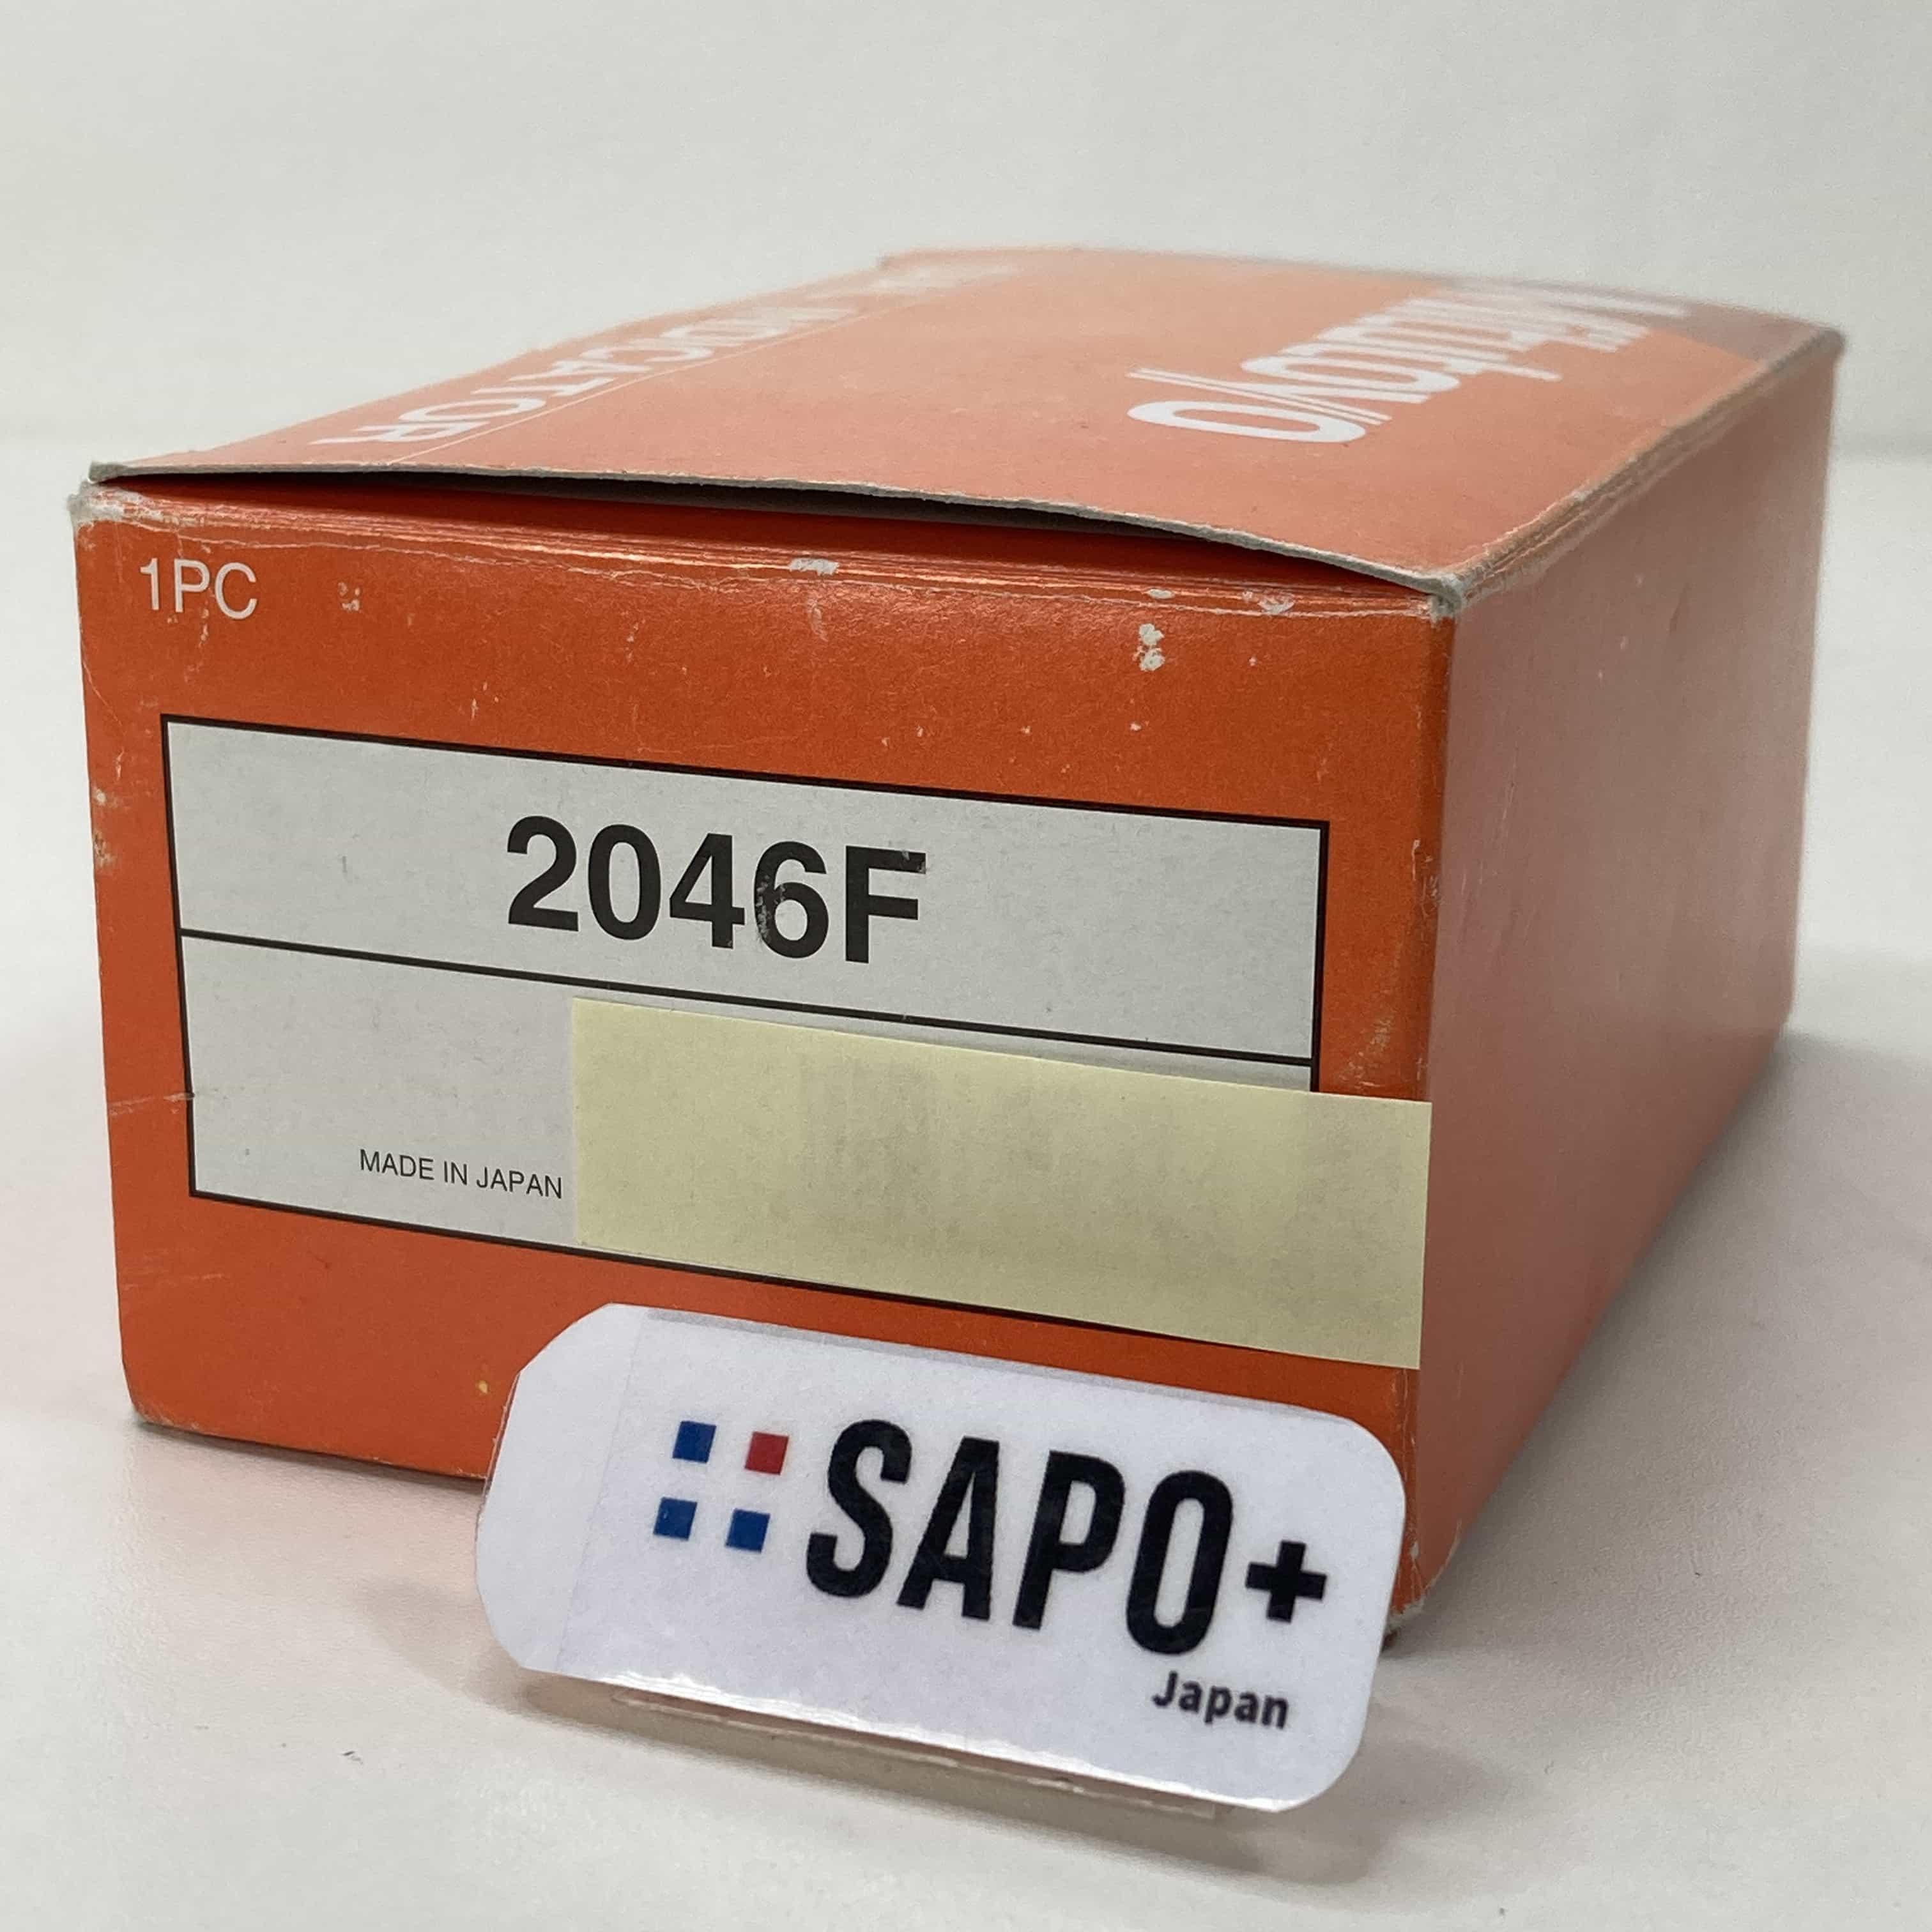 INDICATOR
Mitutoyo
1PC
2046F
MADE IN JAPAN
SAPO+
Japan